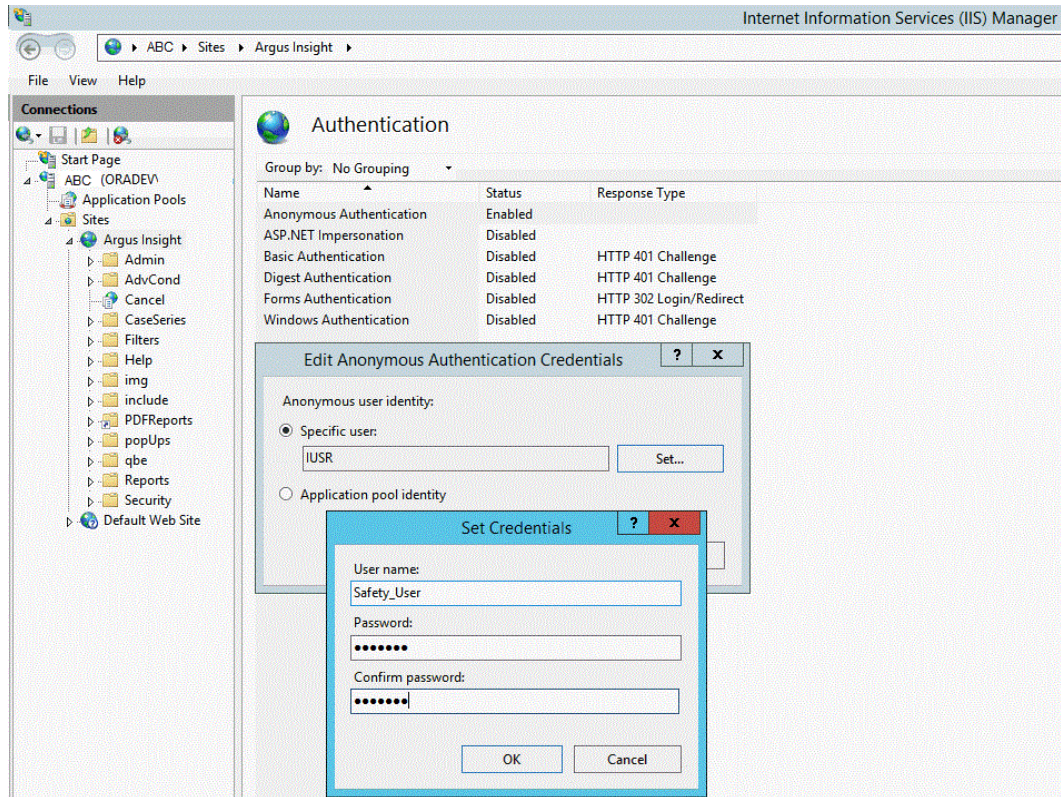 Internet Information Services (IIS) Manager
ABC Sites Argus Insight
File View Help
Connections
Start Page
ABC (ORADEV\
Application Pools
Sites
Argus Insight
Admin
AdvCond
Cancel
CaseSeries
Filters
Help
img
include
PDFReports
popUps
qbe
Reports
Security
Default Web Site
Authentication
Group by: No Grouping
Name Status Response Type
Anonymous Authentication Enabled
ASP.NET Impersonation Disabled
Basic Authentication Disabled HTTP 401 Challenge
Digest Authentication Disabled HTTP 401 Challenge
Forms Authentication Disabled HTTP 302 Login/Redirect
Windows Authentication Disabled HTTP 401 Challenge
Edit Anonymous Authentication Credentials ? x
Anonymous user identity:
Specific user:
IUSR Set...
Application pool identity
Set Credentials ? x
User name:
Safety_User
Password:
•••••••
Confirm password:
•••••••
OK Cancel